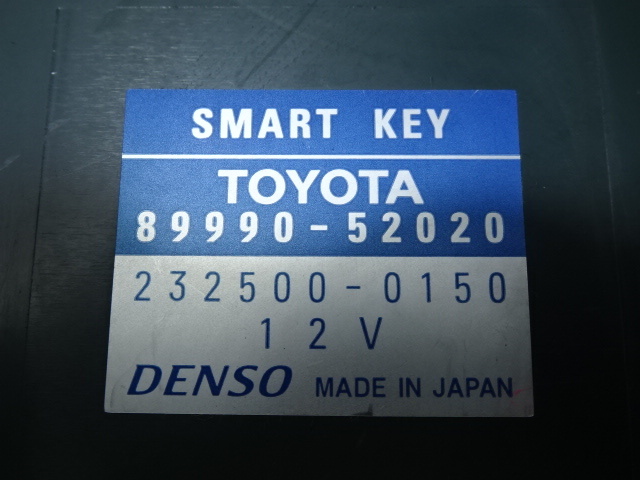 SMART KEY
TOYOTA
89990-52020
232500-0150
12V
DENSO MADE IN JAPAN